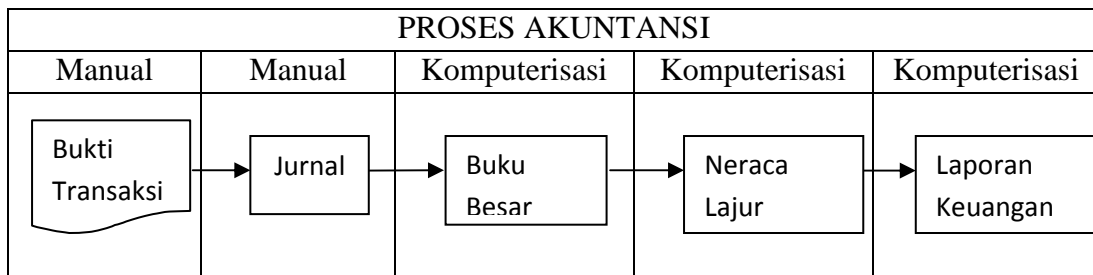 PROSES AKUNTANSI
Manual Manual Komputerisasi Komputerisasi Komputerisasi
Bukti
Transaksi
Jurnal
Buku
Besar
Neraca
Lajur
Laporan
Keuangan